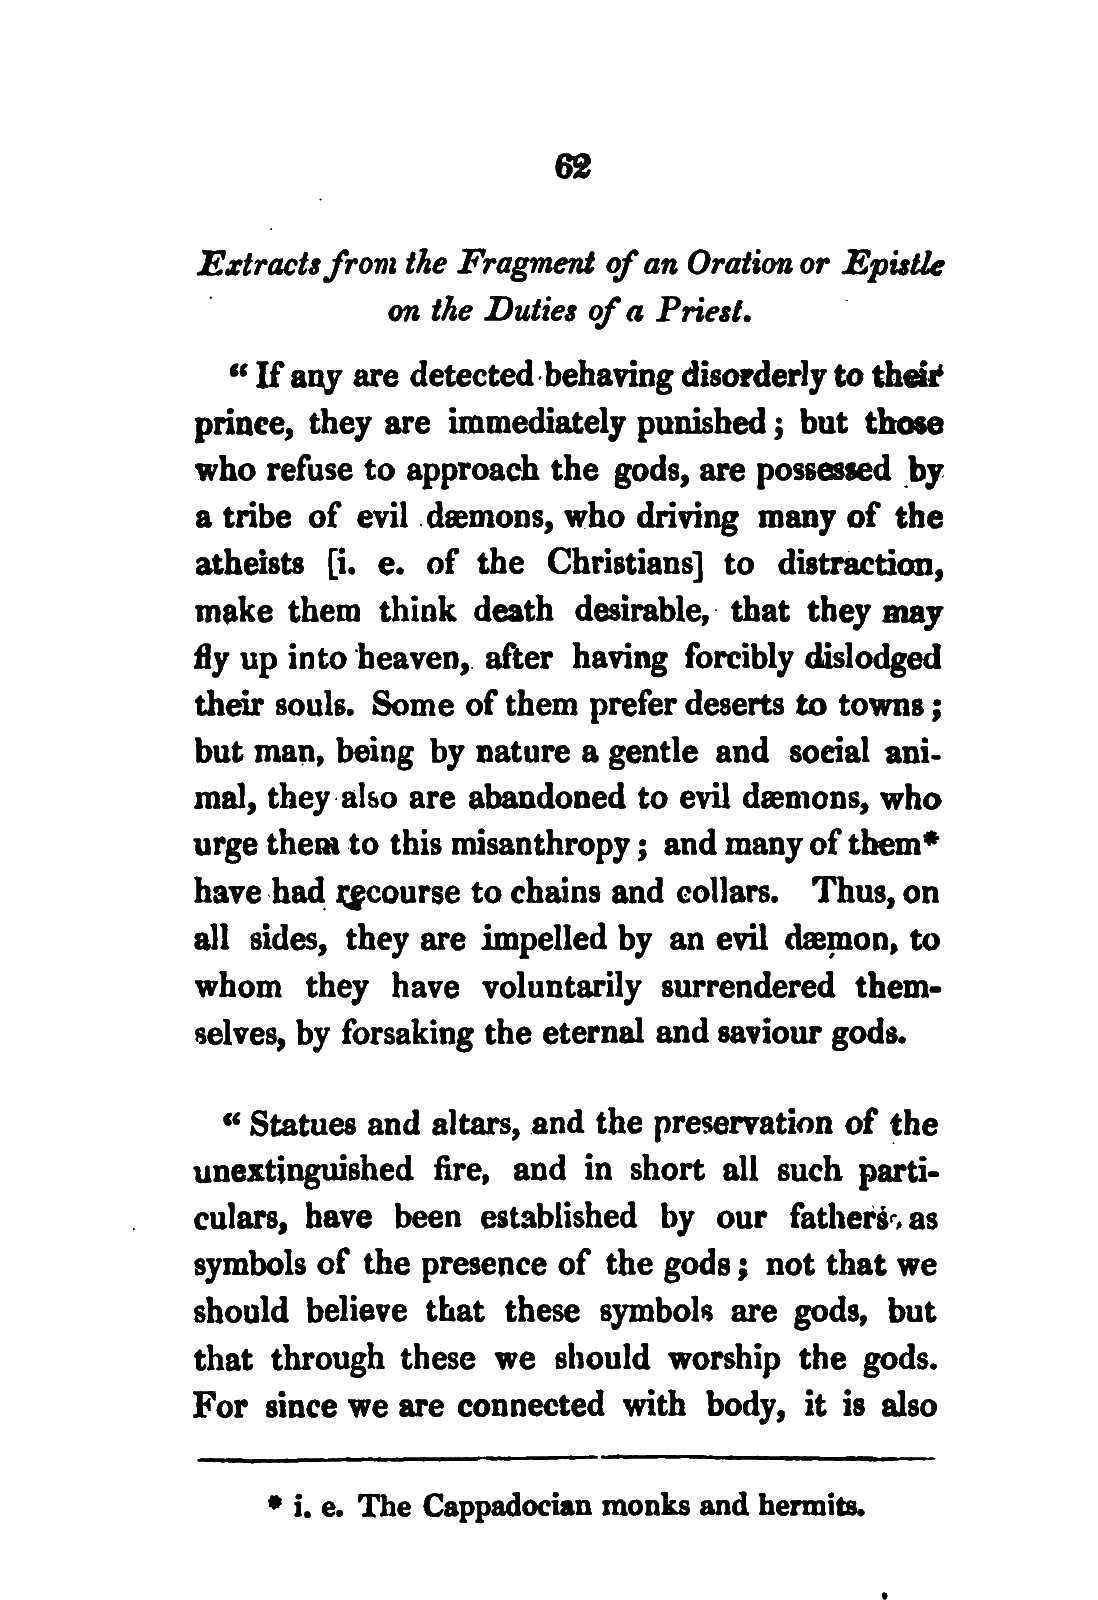 62
Extracts from the Fragment of an Oration or Epistle
on the Duties of a Priest.
“ If any are detected behaving disorderly to their
prince, they are immediately punished ; but those
who refuse to approach the gods, are possessed by
a tribe of evil dæmons, who driving many of the
atheists [i. e. of the Christians] to distraction,
make them think death desirable, that they may
fly up into heaven, after having forcibly dislodged
their souls. Some of them prefer deserts to towns ;
but man, being by nature a gentle and social ani-
mal, they also are abandoned to evil dæmons, who
urge them to this misanthropy ; and many of them*
have had recourse to chains and collars. Thus, on
all sides, they are impelled by an evil dæmon, to
whom they have voluntarily surrendered them-
selves, by forsaking the eternal and saviour gods.
“ Statues and altars, and the preservation of the
unextinguished fire, and in short all such parti-
culars, have been established by our fathers, as
symbols of the presence of the gods ; not that we
should believe that these symbols are gods, but
that through these we should worship the gods.
For since we are connected with body, it is also
* i. e. The Cappadocian monks and hermits.